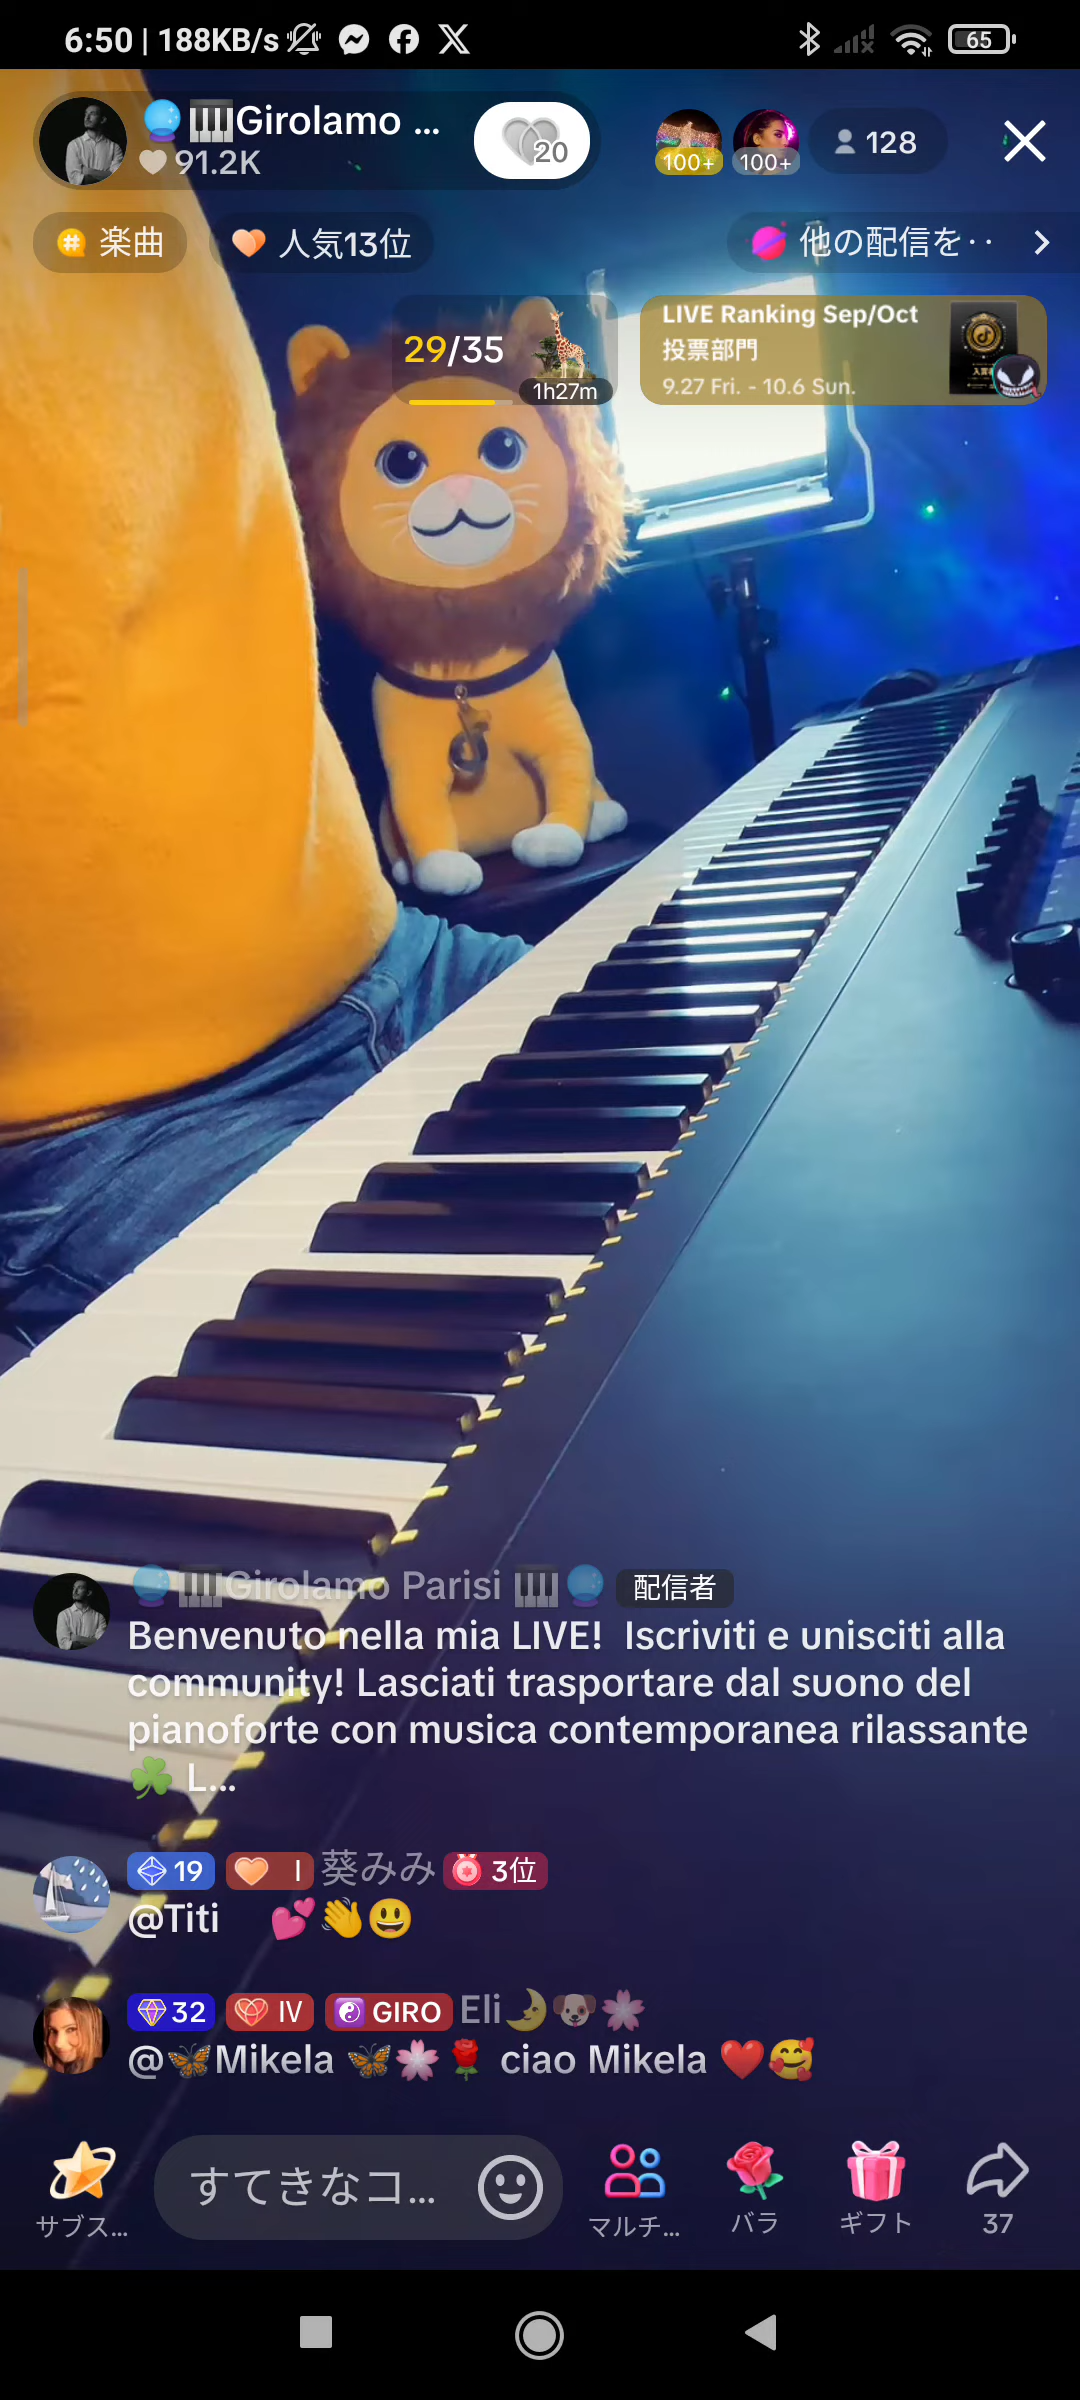 6:50 | 188KB/s
65
Girolamo ...
91.2K
20
100+
100+
128
楽曲
人気13位
他の配信を‥
29/35
1h27m
LIVE Ranking Sep/Oct
投票部門
9.27 Fri. - 10.6 Sun.
Girolamo Parisi
配信者
Benvenuto nella mia LIVE! Iscriviti e unisciti alla
community! Lasciati trasportare dal suono del
pianoforte con musica contemporanea rilassante
☘️ L...
19 I 葵みみ 3位
@Titi 💕👋😃
32 IV GIRO Eli🌛🐶🌸
@🦋Mikela 🦋🌸🌹 ciao Mikela ❤️🥰
すてきなコ...
サブス...
マルチ...
バラ
ギフト
37